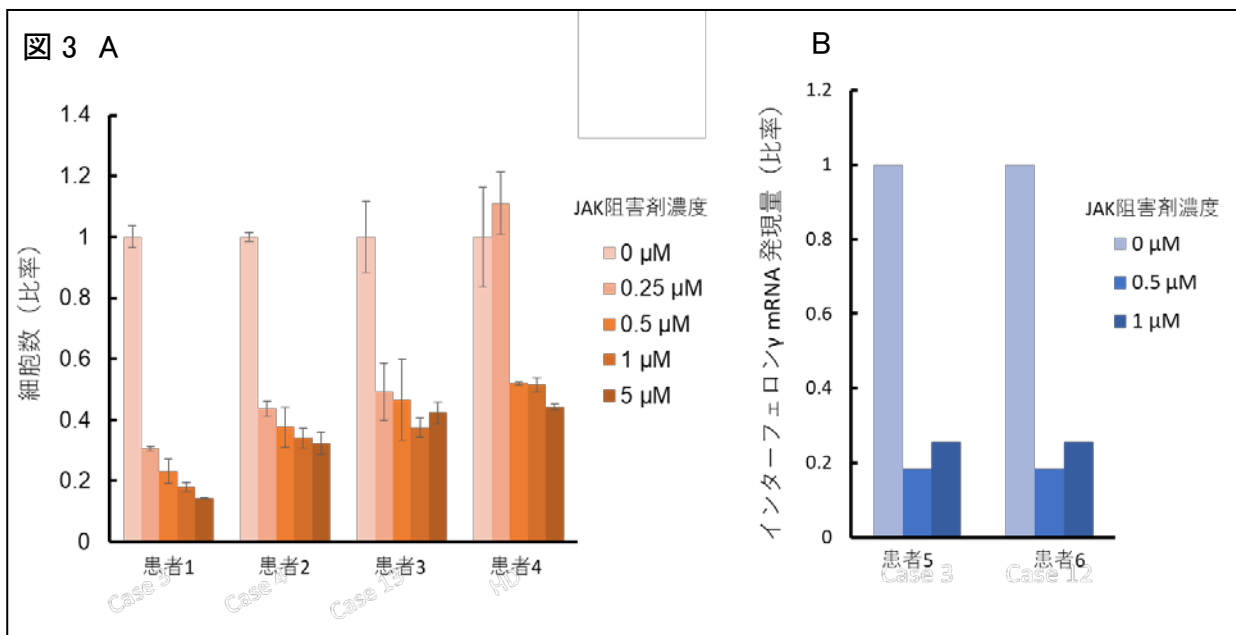 図 3 A
1.4
1.2
1
0.8
0.6
0.4
0.2
0
細胞数（比率）
JAK阻害剤濃度
0 µM
0.25 µM
0.5 µM
1 µM
5 µM
患者1
患者2
患者3
患者4
Case 4
Case 13
HD
B
1.2
1
0.8
0.6
0.4
0.2
0
インターフェロンγ mRNA 発現量（比率）
JAK阻害剤濃度
0 µM
0.5 µM
1 µM
患者5
患者6
Case 3
Case 12